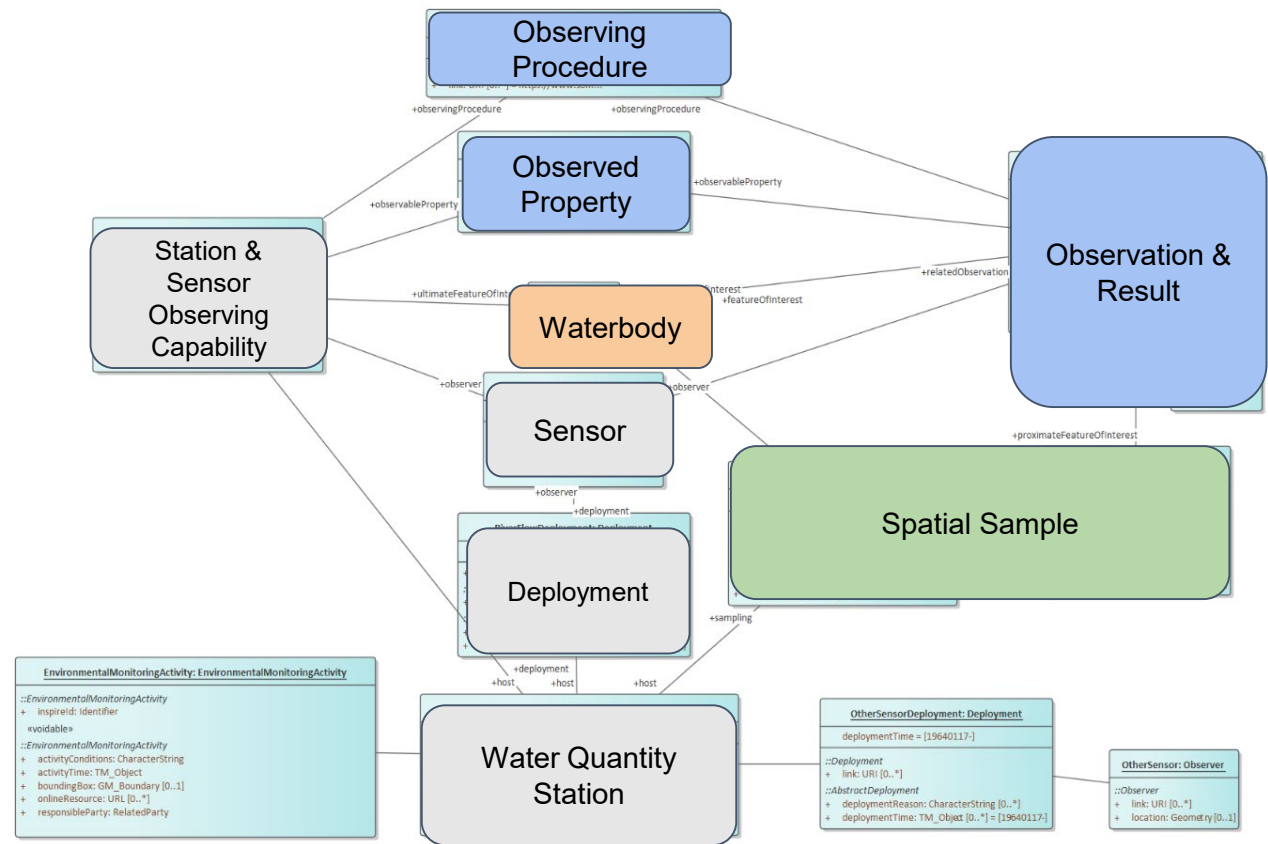 Observing
Procedure
+observingProcedure
+observingProcedure
Observed
Property
+observableProperty
+observableProperty
Station &
Sensor
Observing
Capability
Observation &
Result
+relatedObservation
+featureOfInterest
Waterbody
+observer
+observer
Sensor
+proximateFeatureOfInterest
+observer
+deployment
Spatial Sample
Deployment
+sampling
+deployment
+host
+host
+host
EnvironmentalMonitoringActivity: EnvironmentalMonitoringActivity
::EnvironmentalMonitoringActivity
+ inspireId: Identifier
«voidable»
::EnvironmentalMonitoringActivity
+ activityConditions: CharacterString
+ activityTime: TM_Object
+ boundingBox: GM_Boundary [0..1]
+ onlineResource: URL [0..*]
+ responsibleParty: RelatedParty
Water Quantity
Station
OtherSensorDeployment: Deployment
deploymentTime = [19640117-]
::Deployment
+ link: URI [0..*]
::AbstractDeployment
+ deploymentReason: CharacterString [0..*]
+ deploymentTime: TM_Object [0..*] = [19640117-]
OtherSensor: Observer
::Observer
+ link: URI [0..*]
+ location: Geometry [0..1]